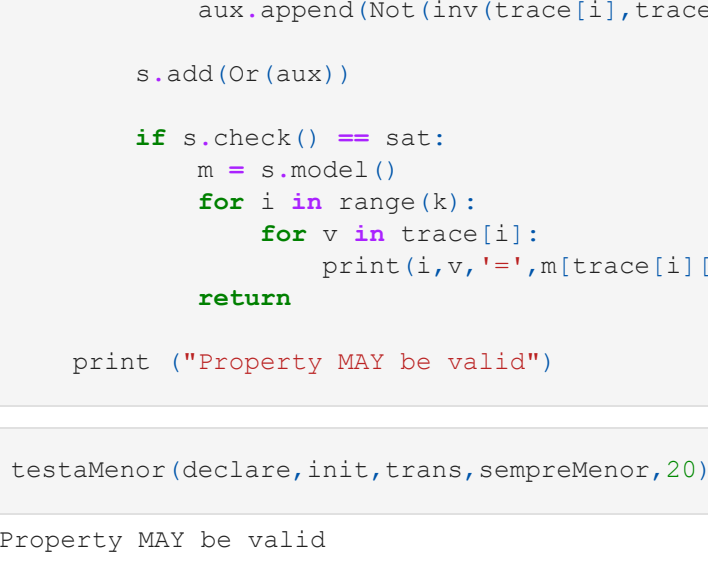 aux.append(Not(inv(trace[i],trace
s.add(Or(aux))
if s.check() == sat:
m = s.model()
for i in range(k):
for v in trace[i]:
print(i,v,'=',m[trace[i][
return
print ("Property MAY be valid")
testaMenor(declare,init,trans,sempreMenor,20)
Property MAY be valid